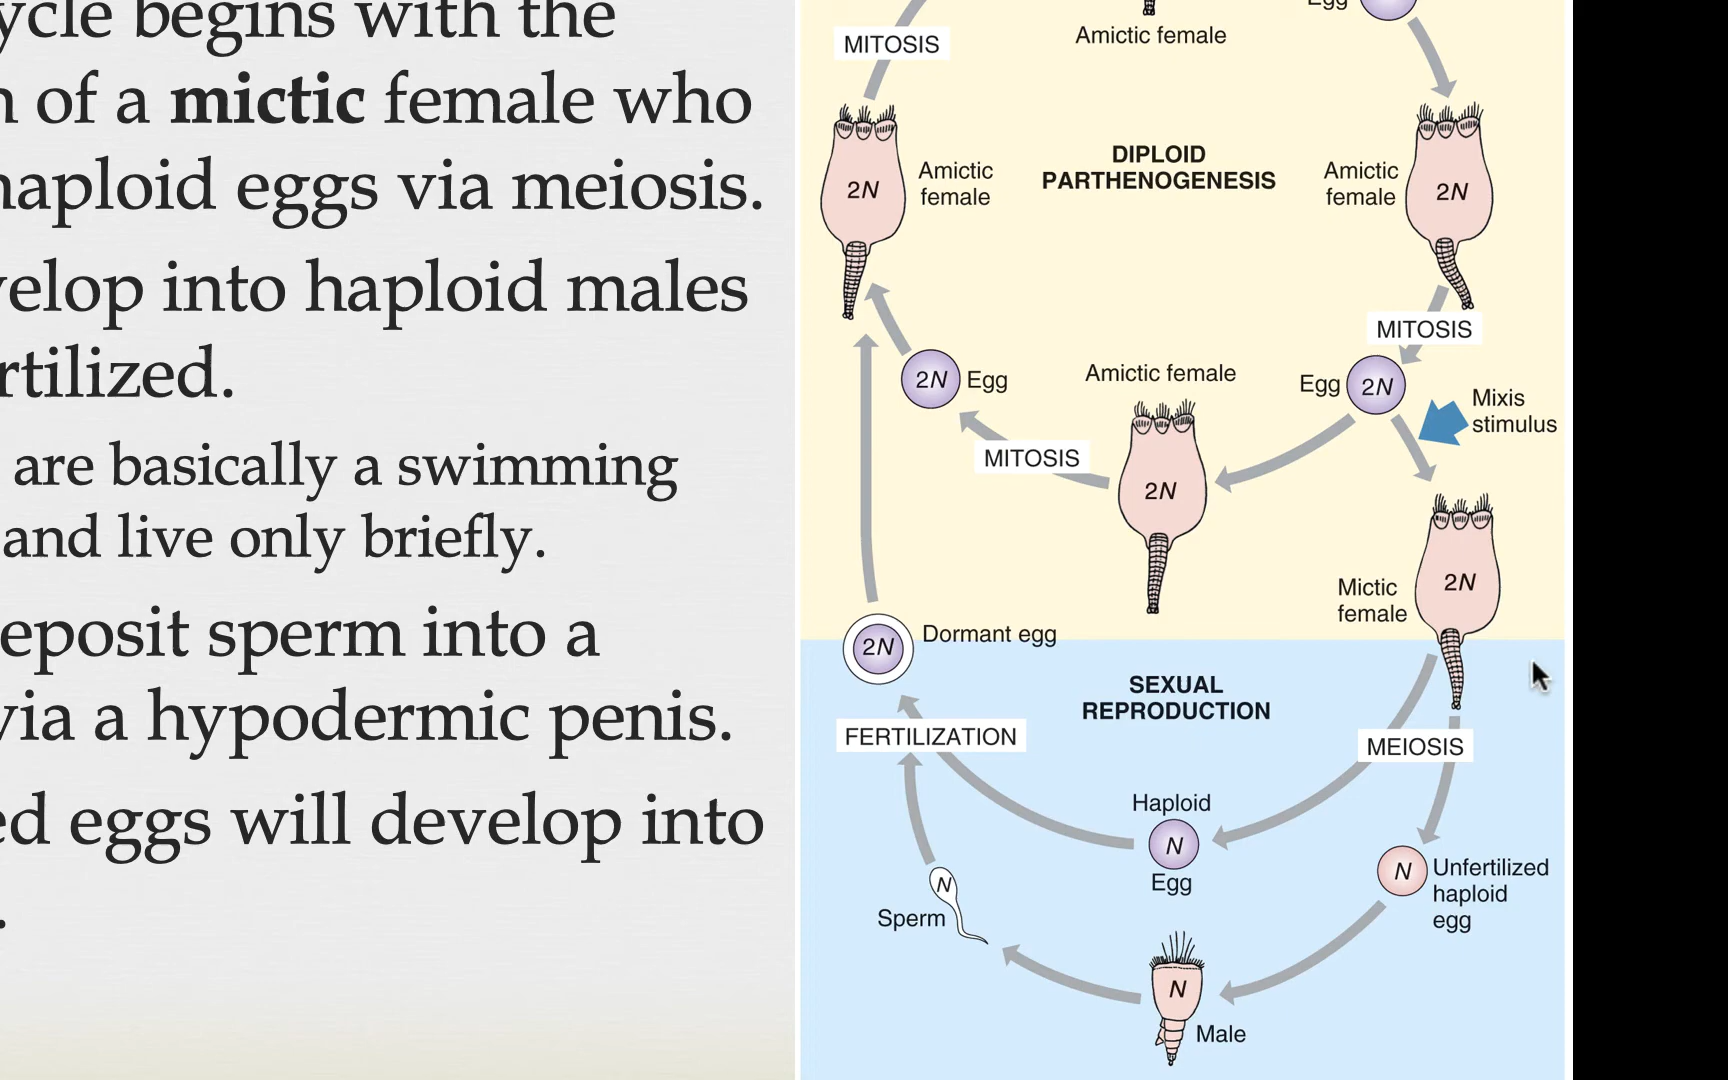 ycle begins with the
of a mictic female who
haploid eggs via meiosis.
velop into haploid males
rtilized.
are basically a swimming
and live only briefly.
eposit sperm into a
via a hypodermic penis.
ed eggs will develop into
Egg
Amictic female
MITOSIS
DIPLOID
PARTHENOGENESIS
Amictic
female
2N
Amictic
female
2N
MITOSIS
2N
Egg
Amictic female
Egg
2N
Mixis
stimulus
MITOSIS
2N
Mictic
female
2N
2N
Dormant egg
SEXUAL
REPRODUCTION
FERTILIZATION
MEIOSIS
Haploid
N
Egg
N
Unfertilized
haploid
egg
N
Sperm
N
Male